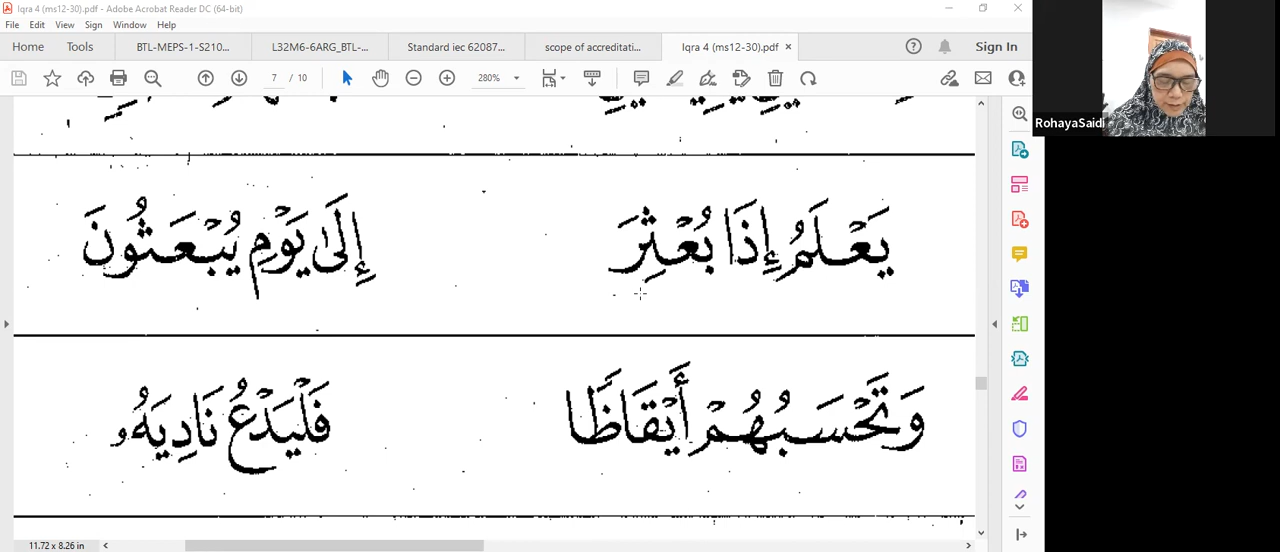 Iqra 4 (ms12-30).pdf - Adobe Acrobat Reader DC (64-bit)
File Edit View Sign Window Help
Home Tools BTL-MEPS-1-S210... L32M6-6ARG_BTL-... Standard iec 62087... scope of accreditati... Iqra 4 (ms12-30).pdf × Sign In
7 / 10 280%
RohayaSaidi
يَعْلَمُ إِذَا بُعْثِرَ إِلَىٰ يَوْمِ يُبْعَثُونَ
وَتَحْسَبُهُمْ أَيْقَاظًا فَلْيَدْعُ نَادِيَهُۥ
11.72 x 8.26 in